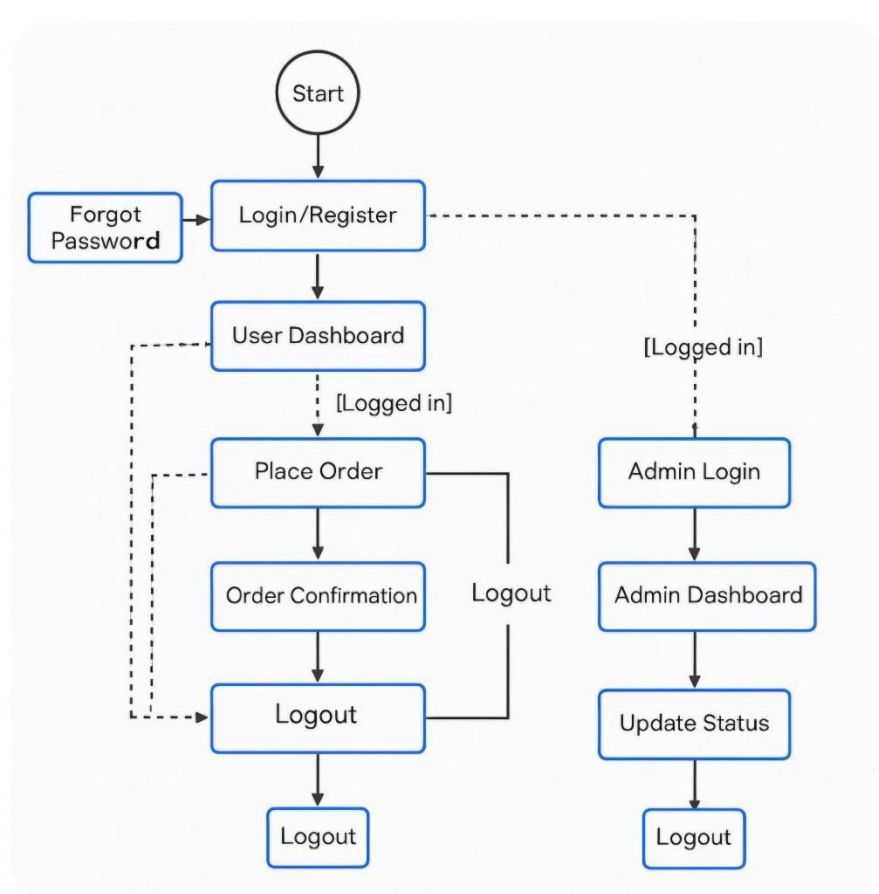 Start
Login/Register
Forgot
Password
User Dashboard
[Logged in]
[Logged in]
Place Order
Admin Login
Order Confirmation
Logout
Admin Dashboard
Logout
Update Status
Logout
Logout